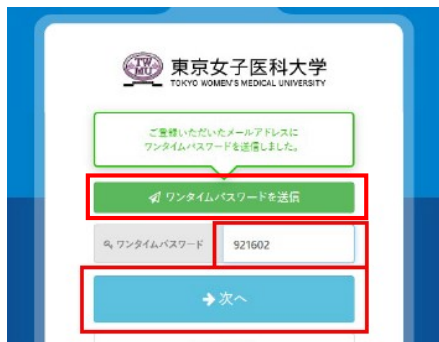 TWMU
東京女子医科大学
TOKYO WOMEN'S MEDICAL UNIVERSITY
ご登録いただいたメールアドレスに
ワンタイムパスワードを送信しました。
ワンタイムパスワードを送信
ワンタイムパスワード 921602
次へ